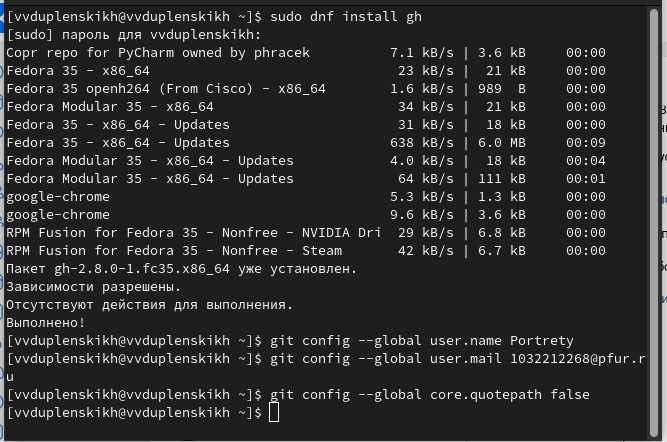 [vvduplenskikh@vvduplenskikh ~]$ sudo dnf install gh
[sudo] пароль для vvduplenskikh:
Copr repo for PyCharm owned by phracek 7.1 kB/s | 3.6 kB 00:00
Fedora 35 - x86_64 23 kB/s | 21 kB 00:00
Fedora 35 openh264 (From Cisco) - x86_64 1.6 kB/s | 989 B 00:00
Fedora Modular 35 - x86_64 34 kB/s | 21 kB 00:00
Fedora 35 - x86_64 - Updates 31 kB/s | 18 kB 00:00
Fedora 35 - x86_64 - Updates 638 kB/s | 6.0 MB 00:09
Fedora Modular 35 - x86_64 - Updates 4.0 kB/s | 18 kB 00:04
Fedora Modular 35 - x86_64 - Updates 64 kB/s | 111 kB 00:01
google-chrome 5.3 kB/s | 1.3 kB 00:00
google-chrome 9.6 kB/s | 3.6 kB 00:00
RPM Fusion for Fedora 35 - Nonfree - NVIDIA Dri 29 kB/s | 6.8 kB 00:00
RPM Fusion for Fedora 35 - Nonfree - Steam 42 kB/s | 6.7 kB 00:00
Пакет gh-2.8.0-1.fc35.x86_64 уже установлен.
Зависимости разрешены.
Отсутствуют действия для выполнения.
Выполнено!
[vvduplenskikh@vvduplenskikh ~]$ git config --global user.name Portrety
[vvduplenskikh@vvduplenskikh ~]$ git config --global user.mail 1032212268@pfur.r
u
[vvduplenskikh@vvduplenskikh ~]$ git config --global core.quotepath false
[vvduplenskikh@vvduplenskikh ~]$